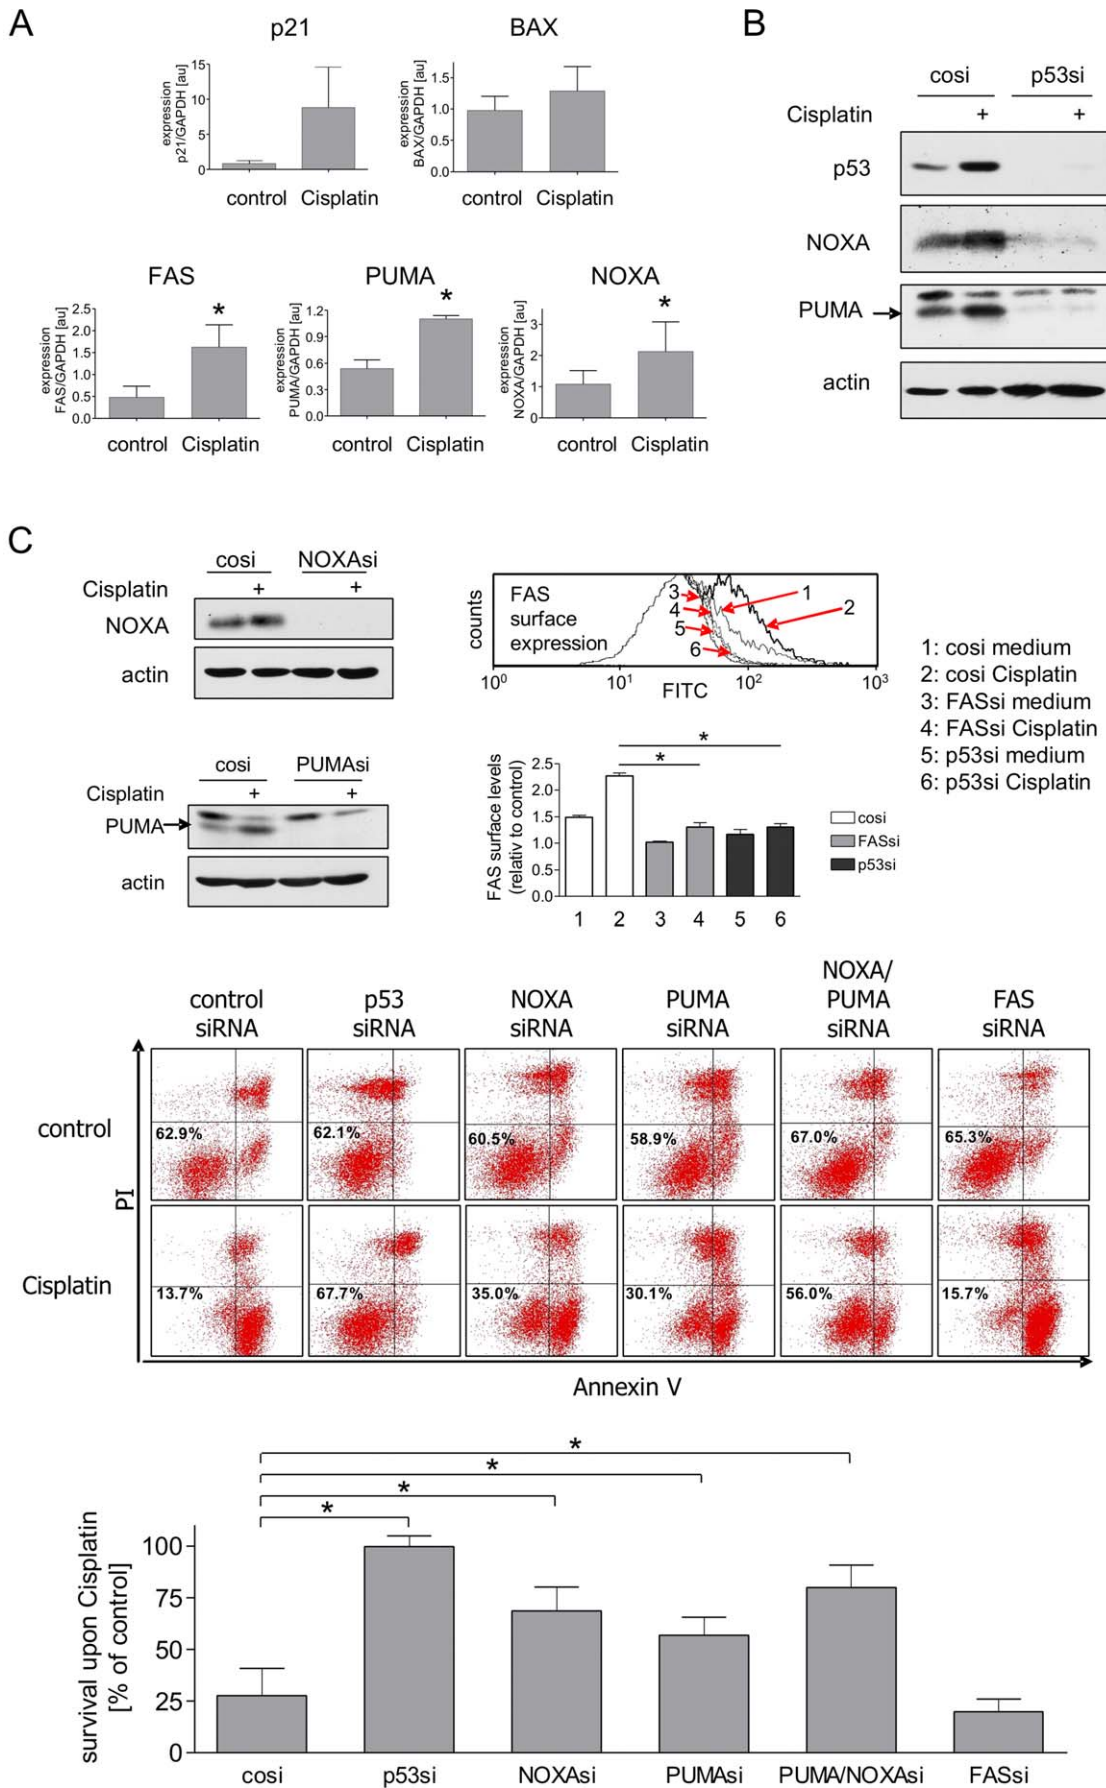 A
p21
BAX
expression
p21/GAPDH [au]
15
10
5
0
control Cisplatin
expression
BAX/GAPDH [au]
1.5
1.0
0.5
0.0
control Cisplatin
FAS
PUMA
NOXA
*
*
*
expression
FAS/GAPDH [au]
2.5
2.0
1.5
1.0
0.5
0.0
control Cisplatin
expression
PUMA/GAPDH [au]
1.2
0.9
0.6
0.3
0.0
control Cisplatin
expression
NOXA/GAPDH [au]
3
2
1
0
control Cisplatin
B
cosi p53si
Cisplatin + +
p53
NOXA
PUMA
actin
C
cosi NOXAsi
Cisplatin + +
NOXA
actin
cosi PUMAsi
Cisplatin + +
PUMA
actin
counts
FAS
surface
expression
3
4
5
6
1
2
10⁰ 10¹ 10² 10³
FITC
1: cosi medium
2: cosi Cisplatin
3: FASsi medium
4: FASsi Cisplatin
5: p53si medium
6: p53si Cisplatin
FAS surface levels
(relativ to control)
2.5
2.0
1.5
1.0
0.5
0.0
*
*
1 2 3 4 5 6
cosi
FASsi
p53si
control
siRNA
p53
siRNA
NOXA
siRNA
PUMA
siRNA
NOXA/
PUMA
siRNA
FAS
siRNA
control
62.9% 62.1% 60.5% 58.9% 67.0% 65.3%
PI
Cisplatin
13.7% 67.7% 35.0% 30.1% 56.0% 15.7%
Annexin V
*
*
*
*
survival upon Cisplatin
[% of control]
100
75
50
25
0
cosi p53si NOXAsi PUMAsi PUMA/NOXAsi FASsi